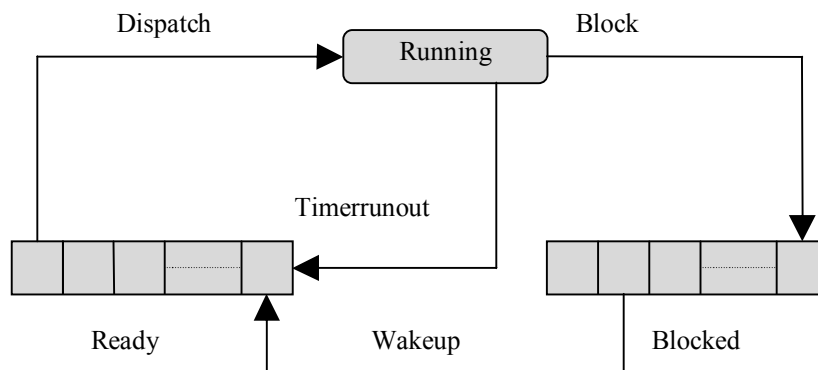 Dispatch
Block
Running
Timerrunout
Ready
Wakeup
Blocked